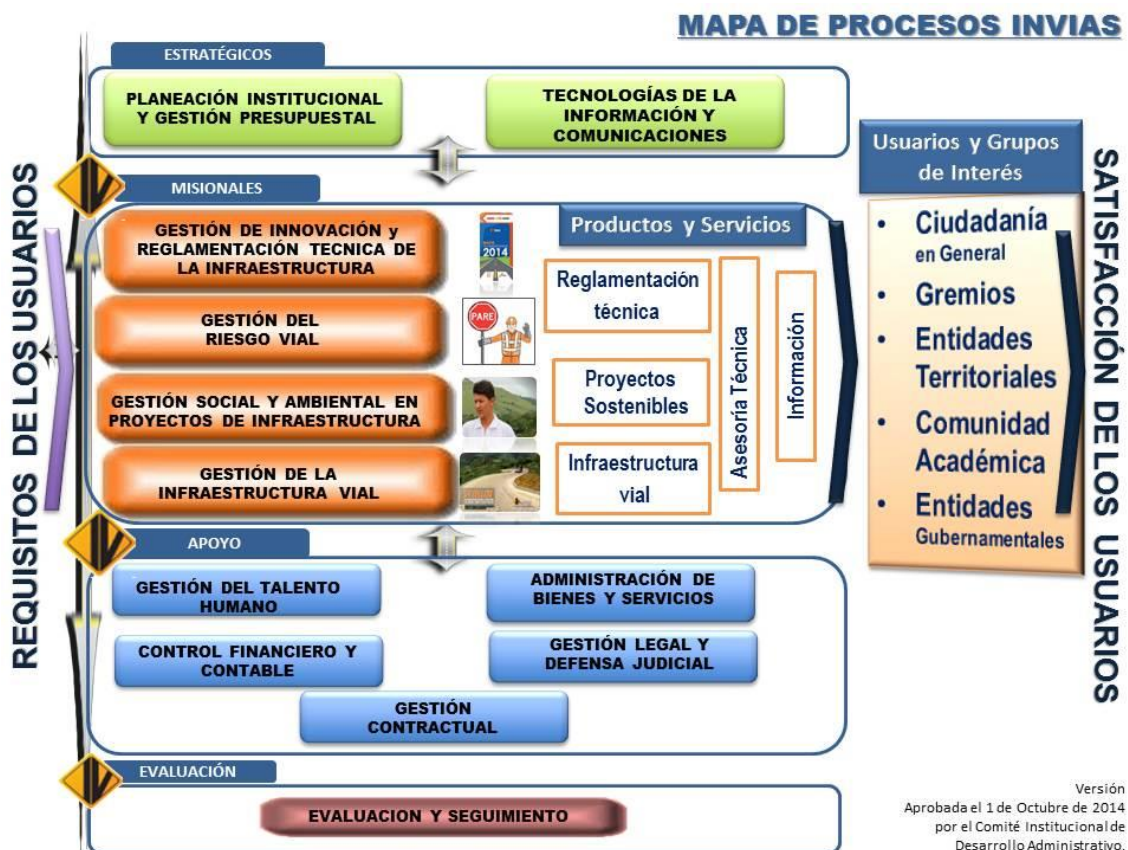 MAPA DE PROCESOS INVIAS
REQUISITOS DE LOS USUARIOS
ESTRATÉGICOS
PLANEACIÓN INSTITUCIONAL
Y GESTIÓN PRESUPUESTAL
TECNOLOGÍAS DE LA
INFORMACIÓN Y
COMUNICACIONES
MISIONALES
GESTIÓN DE INNOVACIÓN y
REGLAMENTACIÓN TECNICA DE
LA INFRAESTRUCTURA
GESTIÓN DEL
RIESGO VIAL
GESTIÓN SOCIAL Y AMBIENTAL EN
PROYECTOS DE INFRAESTRUCTURA
GESTIÓN DE LA
INFRAESTRUCTURA VIAL
2014
PARE
Productos y Servicios
Reglamentación
técnica
Proyectos
Sostenibles
Infraestructura
vial
Asesoría Técnica
Información
Usuarios y Grupos
de Interés
• Ciudadanía
en General
• Gremios
• Entidades
Territoriales
• Comunidad
Académica
• Entidades
Gubernamentales
SATISFACCIÓN DE LOS USUARIOS
APOYO
GESTIÓN DEL TALENTO
HUMANO
ADMINISTRACIÓN DE
BIENES Y SERVICIOS
CONTROL FINANCIERO Y
CONTABLE
GESTIÓN LEGAL Y
DEFENSA JUDICIAL
GESTIÓN
CONTRACTUAL
EVALUACIÓN
EVALUACION Y SEGUIMIENTO
Versión
Aprobada el 1 de Octubre de 2014
por el Comité Institucional de
Desarrollo Administrativo.